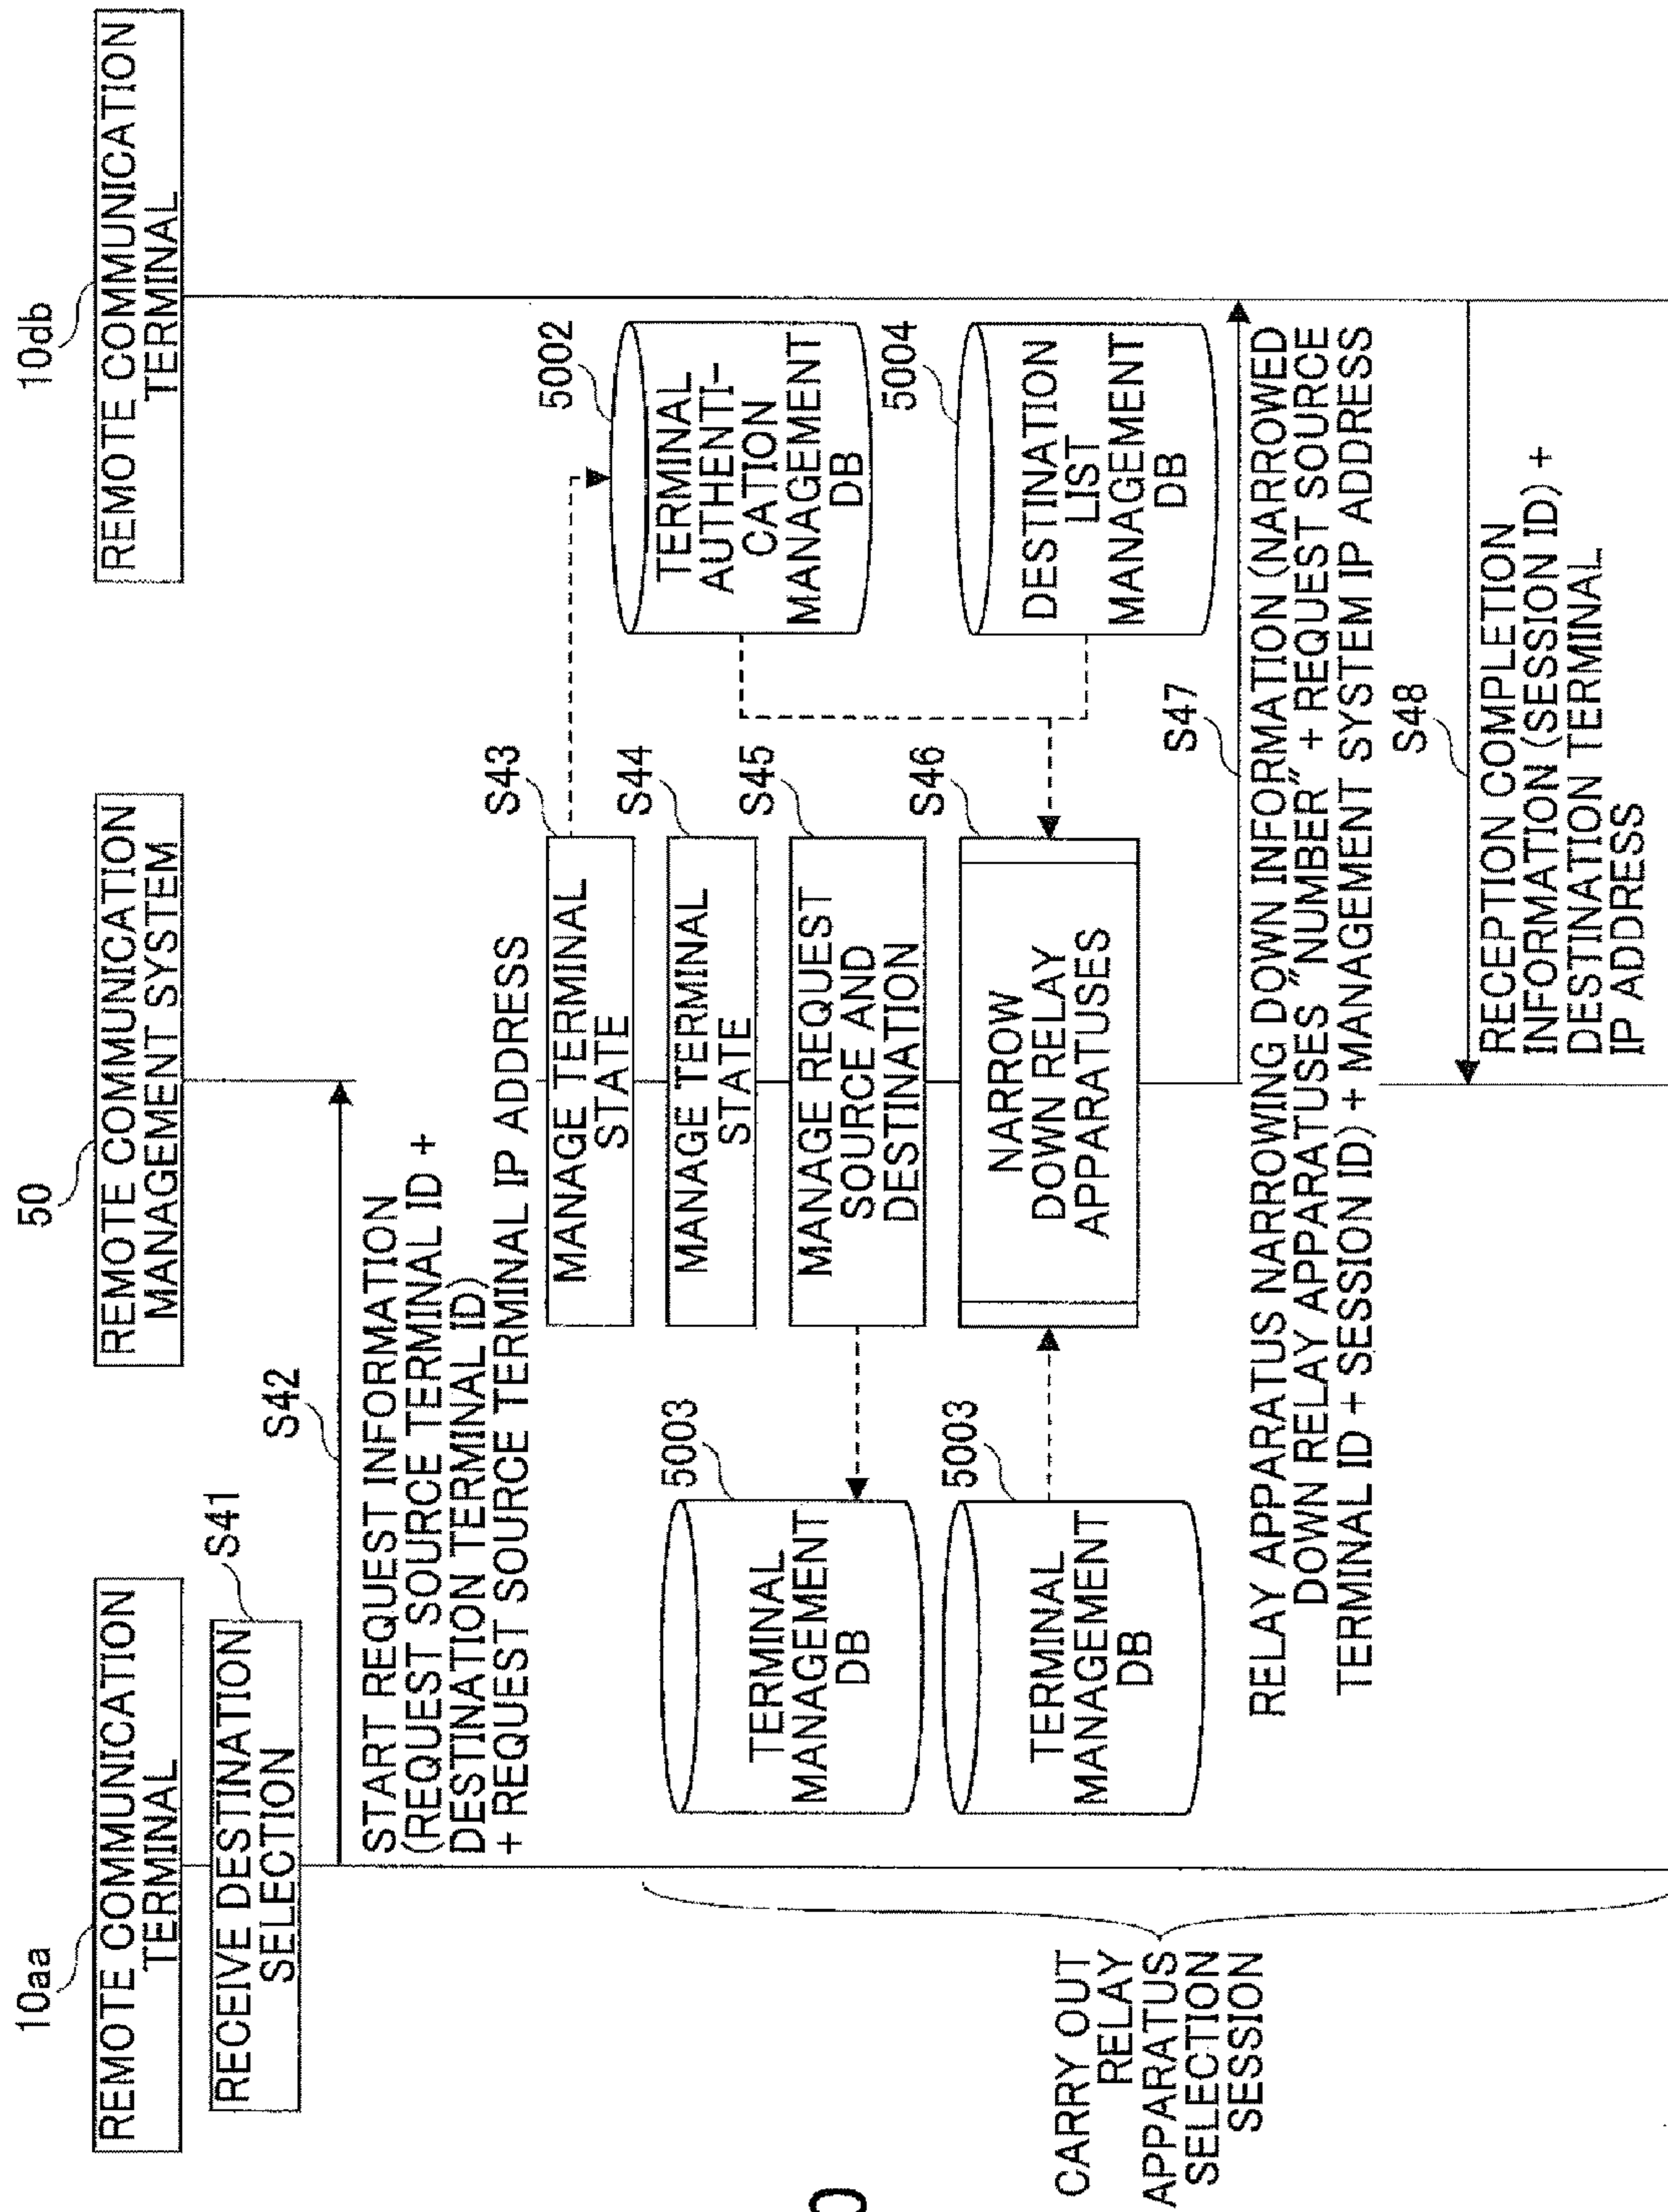 10aa
REMOTE COMMUNICATION
TERMINAL
50
REMOTE COMMUNICATION
MANAGEMENT SYSTEM
10db
REMOTE COMMUNICATION
TERMINAL
RECEIVE DESTINATION
SELECTION
S41
S42
START REQUEST INFORMATION
(REQUEST SOURCE TERMINAL ID +
DESTINATION TERMINAL ID)
+ REQUEST SOURCE TERMINAL IP ADDRESS
S43
MANAGE TERMINAL
STATE
5002
TERMINAL
AUTHENTI-
CATION
MANAGEMENT
DB
S44
MANAGE TERMINAL
STATE
5003
TERMINAL
MANAGEMENT
DB
S45
MANAGE REQUEST
SOURCE AND
DESTINATION
5003
TERMINAL
MANAGEMENT
DB
S46
NARROW
DOWN RELAY
APPARATUSES
5004
DESTINATION
LIST
MANAGEMENT
DB
CARRY OUT
RELAY
APPARATUS
SELECTION
SESSION
S47
RELAY APPARATUS NARROWING DOWN INFORMATION (NARROWED
DOWN RELAY APPARATUSES "NUMBER" + REQUEST SOURCE
TERMINAL ID + SESSION ID) + MANAGEMENT SYSTEM IP ADDRESS
S48
RECEPTION COMPLETION
INFORMATION (SESSION ID) +
DESTINATION TERMINAL
IP ADDRESS